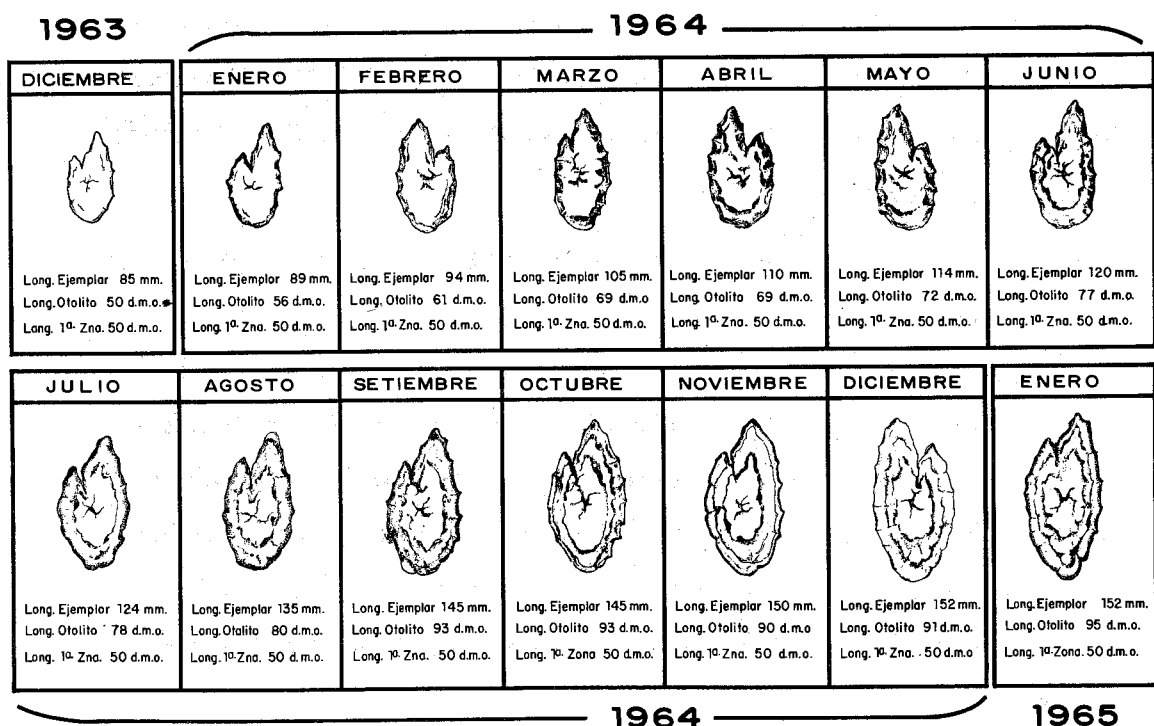 1963
1964
DICIEMBRE
Long. Ejemplar 85 mm.
Long. Otolito 50 d.m.o.
Long. 1ª. Zna. 50 d.m.o.
ENERO
Long. Ejemplar 89 mm.
Long. Otolito 56 d.m.o.
Long. 1ª. Zna. 50 d.m.o.
FEBRERO
Long. Ejemplar 94 mm.
Long. Otolito 61 d.m.o.
Long. 1ª. Zna. 50 d.m.o.
MARZO
Long. Ejemplar 105 mm.
Long. Otolito 69 d.m.o
Long. 1ª. Zna. 50 d.m.o.
ABRIL
Long. Ejemplar 110 mm.
Long. Otolito 69 d.m.o.
Long. 1ª. Zna. 50 d.m.o.
MAYO
Long. Ejemplar 114 mm.
Long. Otolito 72 d.m.o.
Long. 1ª. Zna. 50 d.m.o.
JUNIO
Long. Ejemplar 120 mm.
Long. Otolito 77 d.m.o.
Long. 1ª. Zna. 50 d.m.o.
JULIO
Long. Ejemplar 124 mm.
Long. Otolito 78 d.m.o.
Long. 1ª. Zna. 50 d.m.o.
AGOSTO
Long. Ejemplar 135 mm.
Long. Otolito 80 d.m.o.
Long. 1ª. Zna. 50 d.m.o.
SETIEMBRE
Long. Ejemplar 145 mm.
Long. Otolito 93 d.m.o.
Long. 1ª. Zna. 50 d.m.o.
OCTUBRE
Long. Ejemplar 145 mm.
Long. Otolito 93 d.m.o.
Long. 1ª. Zona 50 d.m.o.
NOVIEMBRE
Long. Ejemplar 150 mm.
Long. Otolito 90 d.m.o
Long. 1ª. Zna. 50 d.m.o.
DICIEMBRE
Long. Ejemplar 152 mm.
Long. Otolito 91 d.m.o.
Long. 1ª. Zna. 50 d.m.o
ENERO
Long. Ejemplar 152 mm.
Long. Otolito 95 d.m.o.
Long. 1ª. Zona. 50 d.m.o.
1964
1965